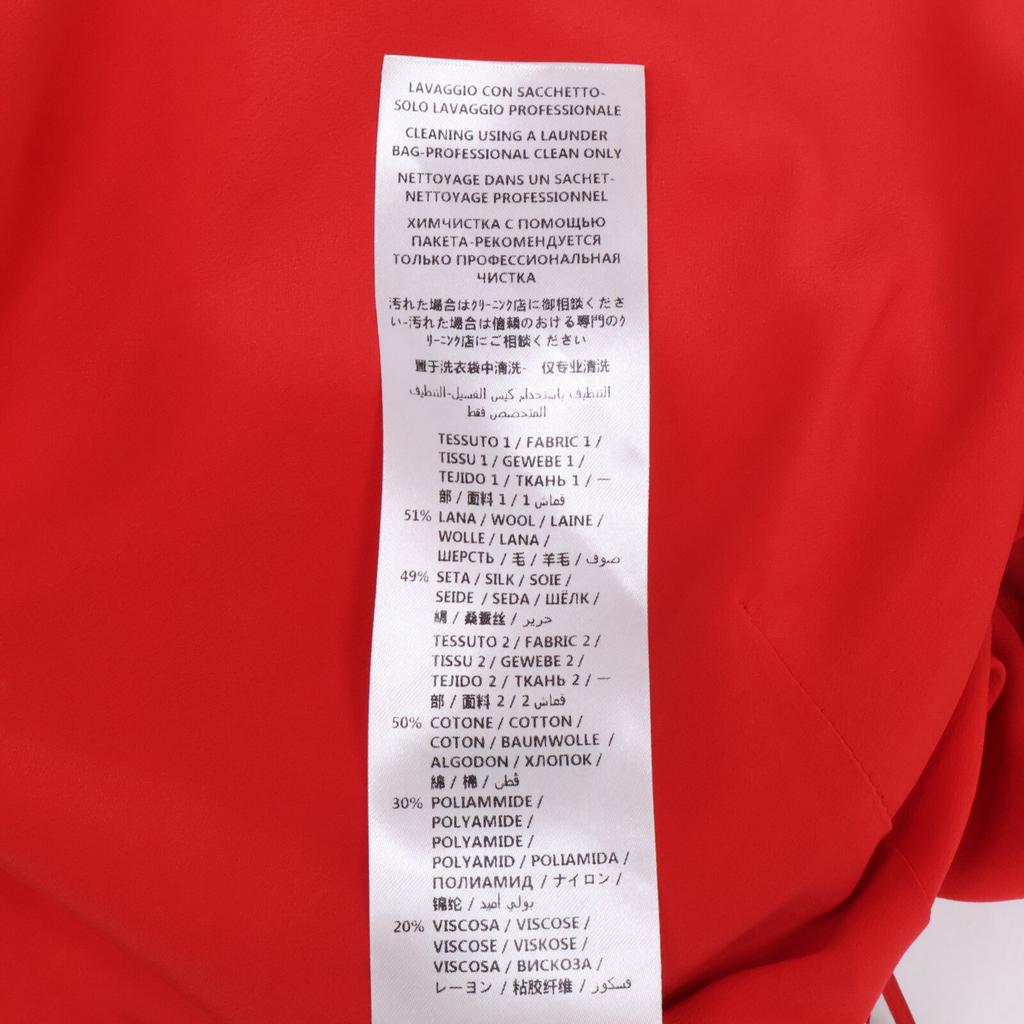 LAVAGGIO CON SACCHETTO-
SOLO LAVAGGIO PROFESSIONALE
CLEANING USING A LAUNDER
BAG-PROFESSIONAL CLEAN ONLY
NETTOYAGE DANS UN SACHET-
NETTOYAGE PROFESSIONNEL
ХИМЧИСТКА С ПОМОЩЬЮ
ПАКЕТА-РЕКОМЕНДУЕТСЯ
ТОЛЬКО ПРОФЕССИОНАЛЬНАЯ
ЧИСТКА
汚れた場合はクリーニング店に御相談くださ
い-汚れた場合は信頼のおける専門のク
リーニング店にご相談ください
置于洗衣袋中清洗- 仅专业清洗
التنظيف باستخدام كيس الغسيل-التنظيف
المتخصص فقط
TESSUTO 1 / FABRIC 1 /
TISSU 1 / GEWEBE 1 /
TEJIDO 1 / ТКАНЬ 1 / 一
部 / 面料 1 / 1 قماش
51% LANA / WOOL / LAINE /
WOLLE / LANA /
ШЕРСТЬ / 毛 / 羊毛 / صوف
49% SETA / SILK / SOIE /
SEIDE / SEDA / ШЁЛК /
絹 / 桑蚕丝 / حرير
TESSUTO 2 / FABRIC 2 /
TISSU 2 / GEWEBE 2 /
TEJIDO 2 / ТКАНЬ 2 / 一
部 / 面料 2 / 2 قماش
50% COTONE / COTTON /
COTON / BAUMWOLLE /
ALGODON / ХЛОПОК /
綿 / 棉 / قطن
30% POLIAMMIDE /
POLYAMIDE /
POLYAMIDE /
POLYAMID / POLIAMIDA /
ПОЛИАМИД / ナイロン /
锦纶 / بولي أميد
20% VISCOSA / VISCOSE /
VISCOSE / VISKOSE /
VISCOSA / ВИСКОЗА /
レーヨン / 粘胶纤维 / فسكوز